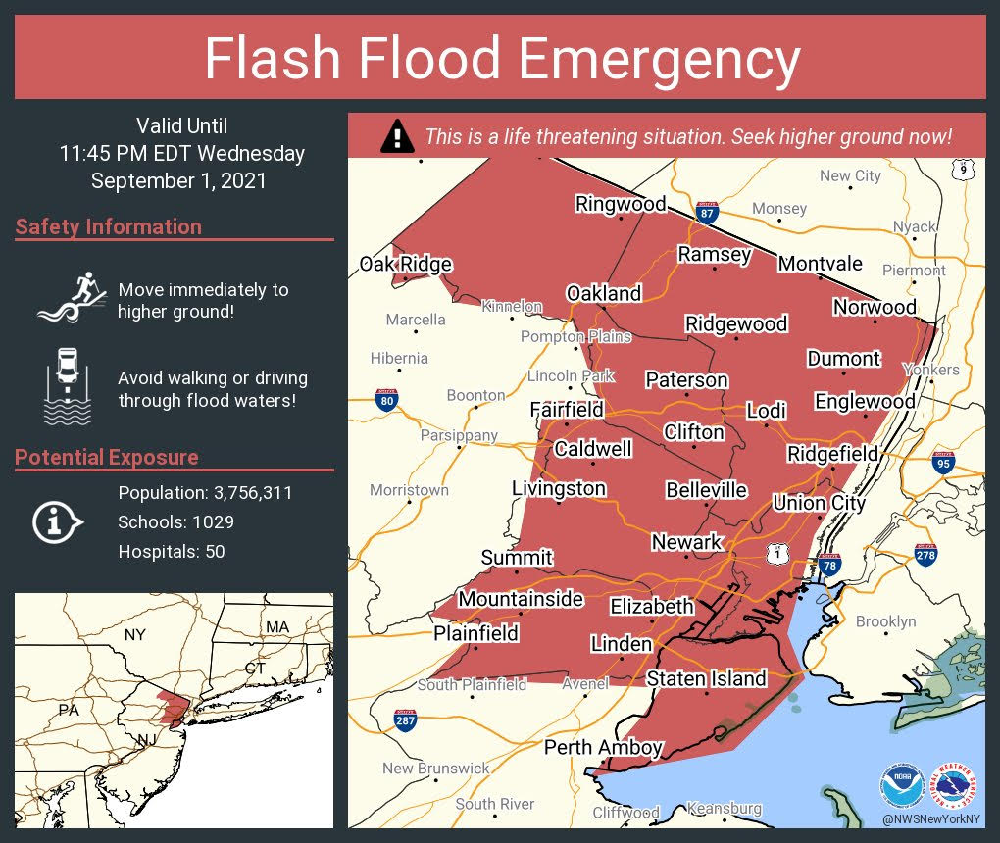 Flash Flood Emergency
Valid Until
11:45 PM EDT Wednesday
September 1, 2021
Safety Information
Move immediately to
higher ground!
Avoid walking or driving
through flood waters!
Potential Exposure
Population: 3,756,311
Schools: 1029
Hospitals: 50
NY
MA
CT
PA
NJ
This is a life threatening situation. Seek higher ground now!
US
9
New City
Ringwood
87
Monsey
Nyack
Ramsey
Montvale
Oak Ridge
Piermont
Oakland
Kinnelon
Norwood
Marcella
Ridgewood
Pompton Plains
Hibernia
Dumont
Yonkers
Lincoln Park
Paterson
80
Boonton
Englewood
Fairfield
Lodi
Parsippany
Clifton
Caldwell
Ridgefield
95
Morristown
Livingston
Belleville
Union City
Newark
US
1
Summit
78
278
Mountainside
Elizabeth
Brooklyn
Plainfield
Linden
South Plainfield
Avenel
Staten Island
287
Perth Amboy
New Brunswick
South River
Cliffwood
Keansburg
NOAA
NATIONAL WEATHER SERVICE
@NWSNewYorkNY